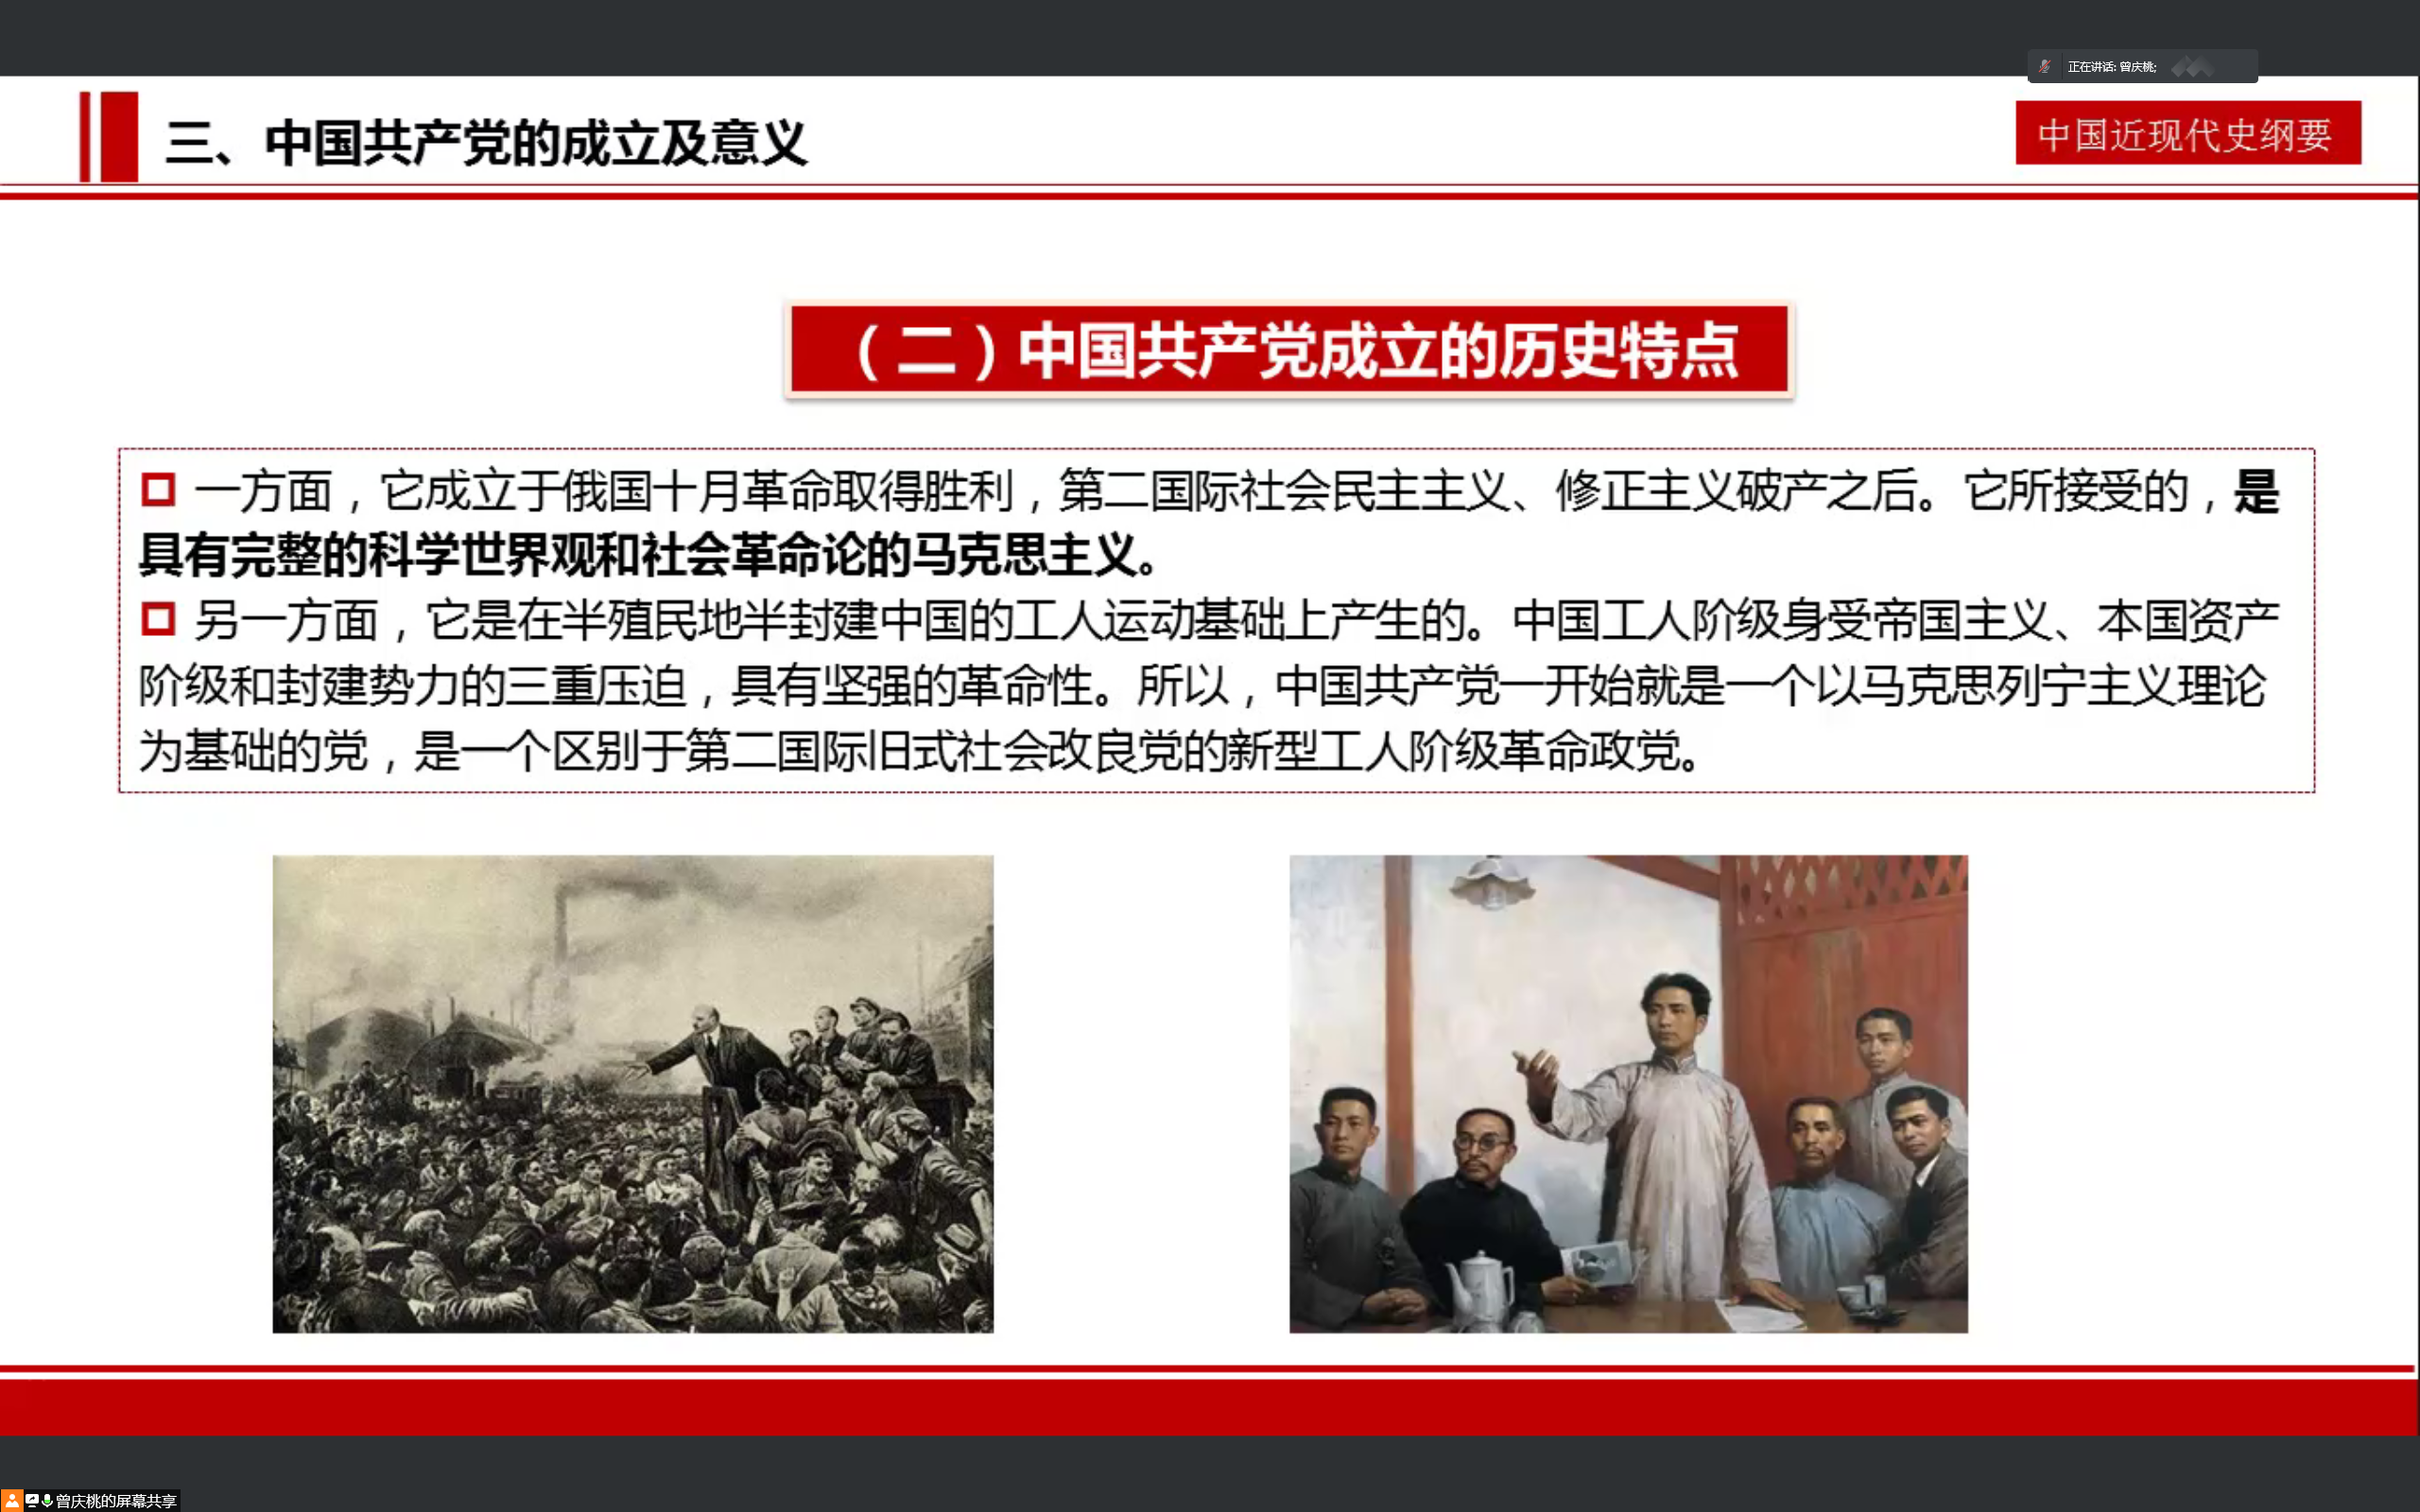 正在讲话: 曾庆桃;
三、中国共产党的成立及意义
中国近现代史纲要
（二）中国共产党成立的历史特点
一方面，它成立于俄国十月革命取得胜利，第二国际社会民主主义、修正主义破产之后。它所接受的，是
具有完整的科学世界观和社会革命论的马克思主义。
另一方面，它是在半殖民地半封建中国的工人运动基础上产生的。中国工人阶级身受帝国主义、本国资产
阶级和封建势力的三重压迫，具有坚强的革命性。所以，中国共产党一开始就是一个以马克思列宁主义理论
为基础的党，是一个区别于第二国际旧式社会改良党的新型工人阶级革命政党。
曾庆桃的屏幕共享